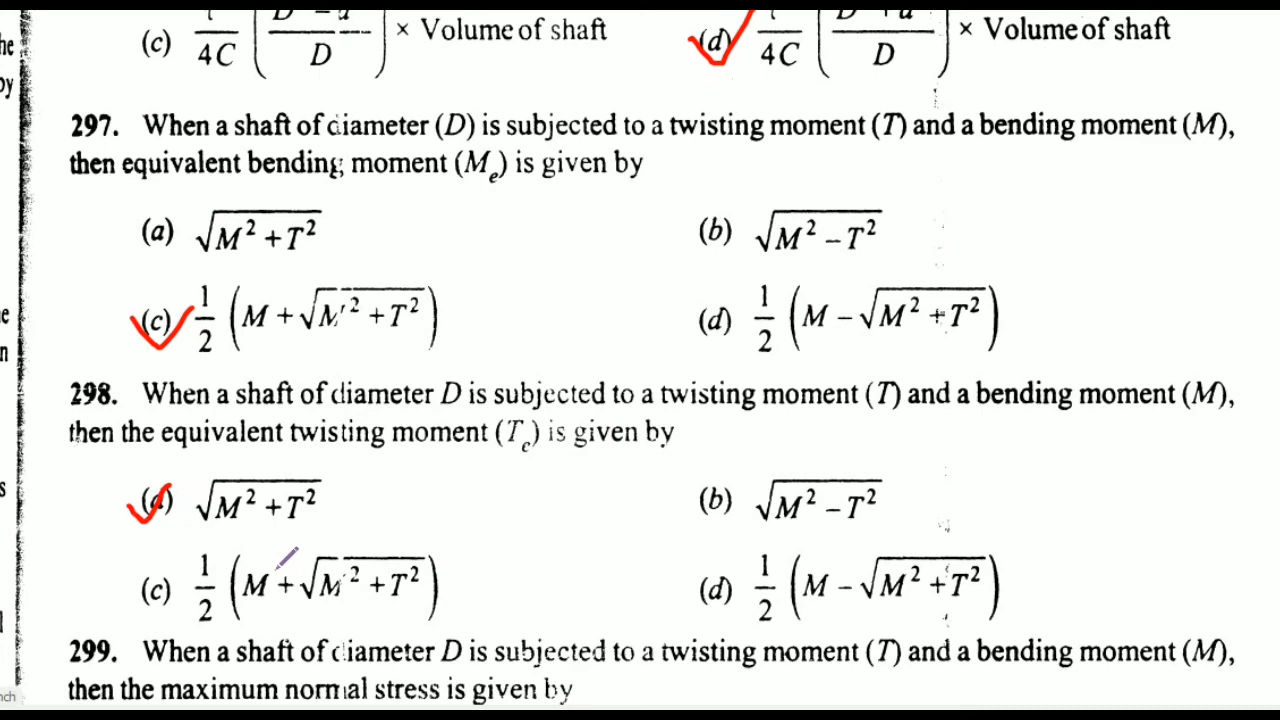 (c) τ/4C (D² − d²/D) × Volume of shaft (d) τ/4C (D² + d²/D) × Volume of shaft
297. When a shaft of diameter (D) is subjected to a twisting moment (T) and a bending moment (M),
then equivalent bending moment (Mₑ) is given by
(a) √(M² + T²) (b) √(M² − T²)
(c) 1/2 (M + √(M² + T²)) (d) 1/2 (M − √(M² + T²))
298. When a shaft of diameter D is subjected to a twisting moment (T) and a bending moment (M),
then the equivalent twisting moment (Tₑ) is given by
(a) √(M² + T²) (b) √(M² − T²)
(c) 1/2 (M + √(M² + T²)) (d) 1/2 (M − √(M² + T²))
299. When a shaft of diameter D is subjected to a twisting moment (T) and a bending moment (M),
then the maximum normal stress is given by